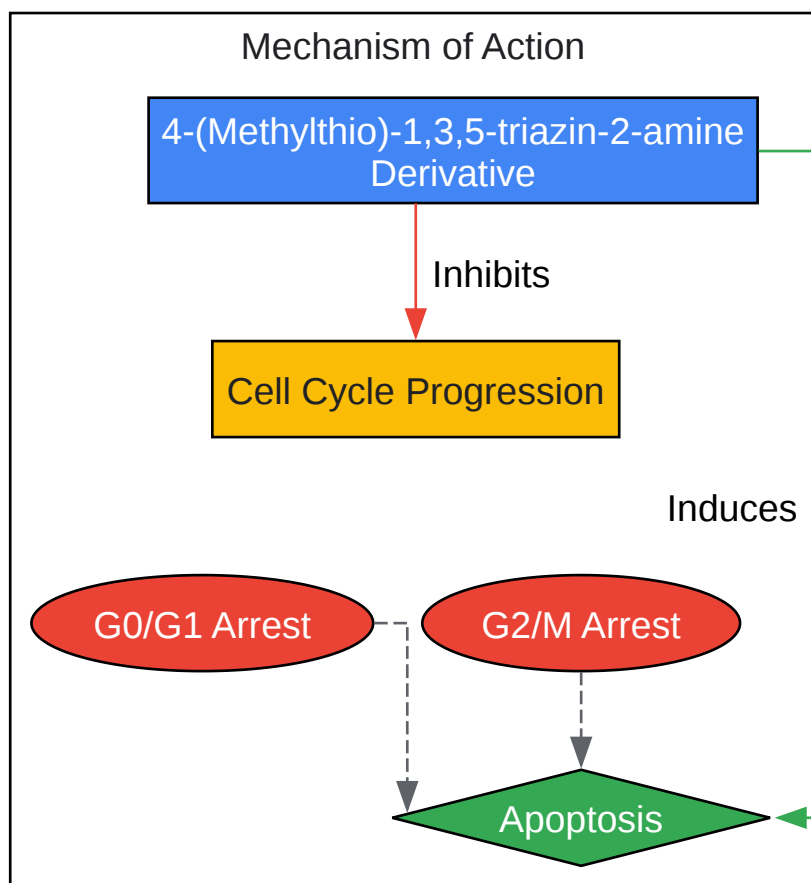 Mechanism of Action
4-(Methylthio)-1,3,5-triazin-2-amine
Derivative
Inhibits
Cell Cycle Progression
Induces
G0/G1 Arrest
G2/M Arrest
Apoptosis